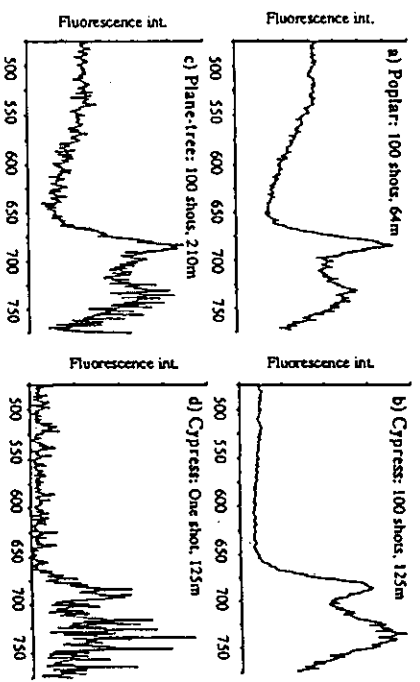 a) Poplar: 100 shots, 64m
Fluorescence int.
500 550 600 650 700 750
b) Cypress: 100 shots, 125m
Fluorescence int.
500 550 600 650 700 750
c) Plane-tree: 100 shots, 210m
Fluorescence int.
500 550 600 650 700 750
d) Cypress: One shot, 125m
Fluorescence int.
500 550 600 650 700 750